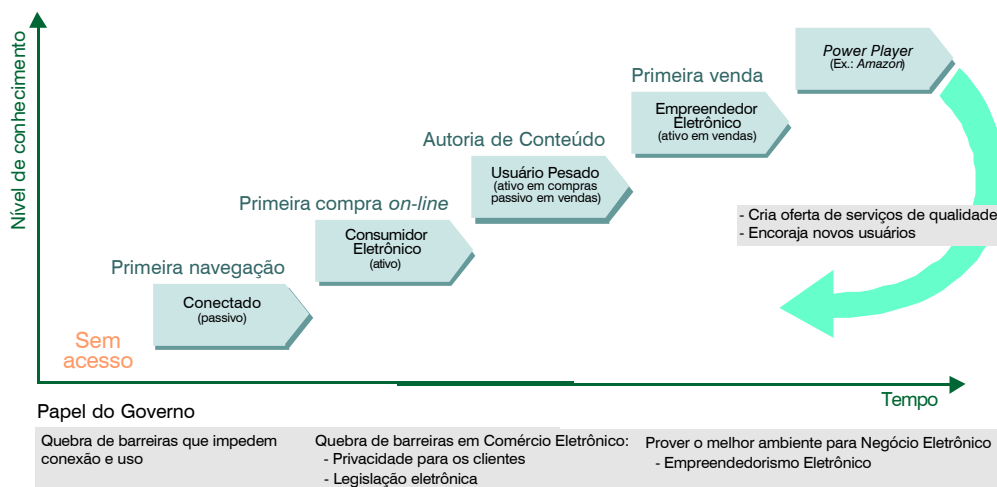 Nível de conhecimento
Power Player
(Ex.: Amazon)
Primeira venda
Empreendedor
Eletrônico
(ativo em vendas)
Autoria de Conteúdo
Usuário Pesado
(ativo em compras
passivo em vendas)
- Cria oferta de serviços de qualidade
- Encoraja novos usuários
Primeira compra on-line
Consumidor
Eletrônico
(ativo)
Primeira navegação
Conectado
(passivo)
Sem
acesso
Tempo
Papel do Governo
Quebra de barreiras que impedem
conexão e uso
Quebra de barreiras em Comércio Eletrônico:
- Privacidade para os clientes
- Legislação eletrônica
Prover o melhor ambiente para Negócio Eletrônico
- Empreendedorismo Eletrônico